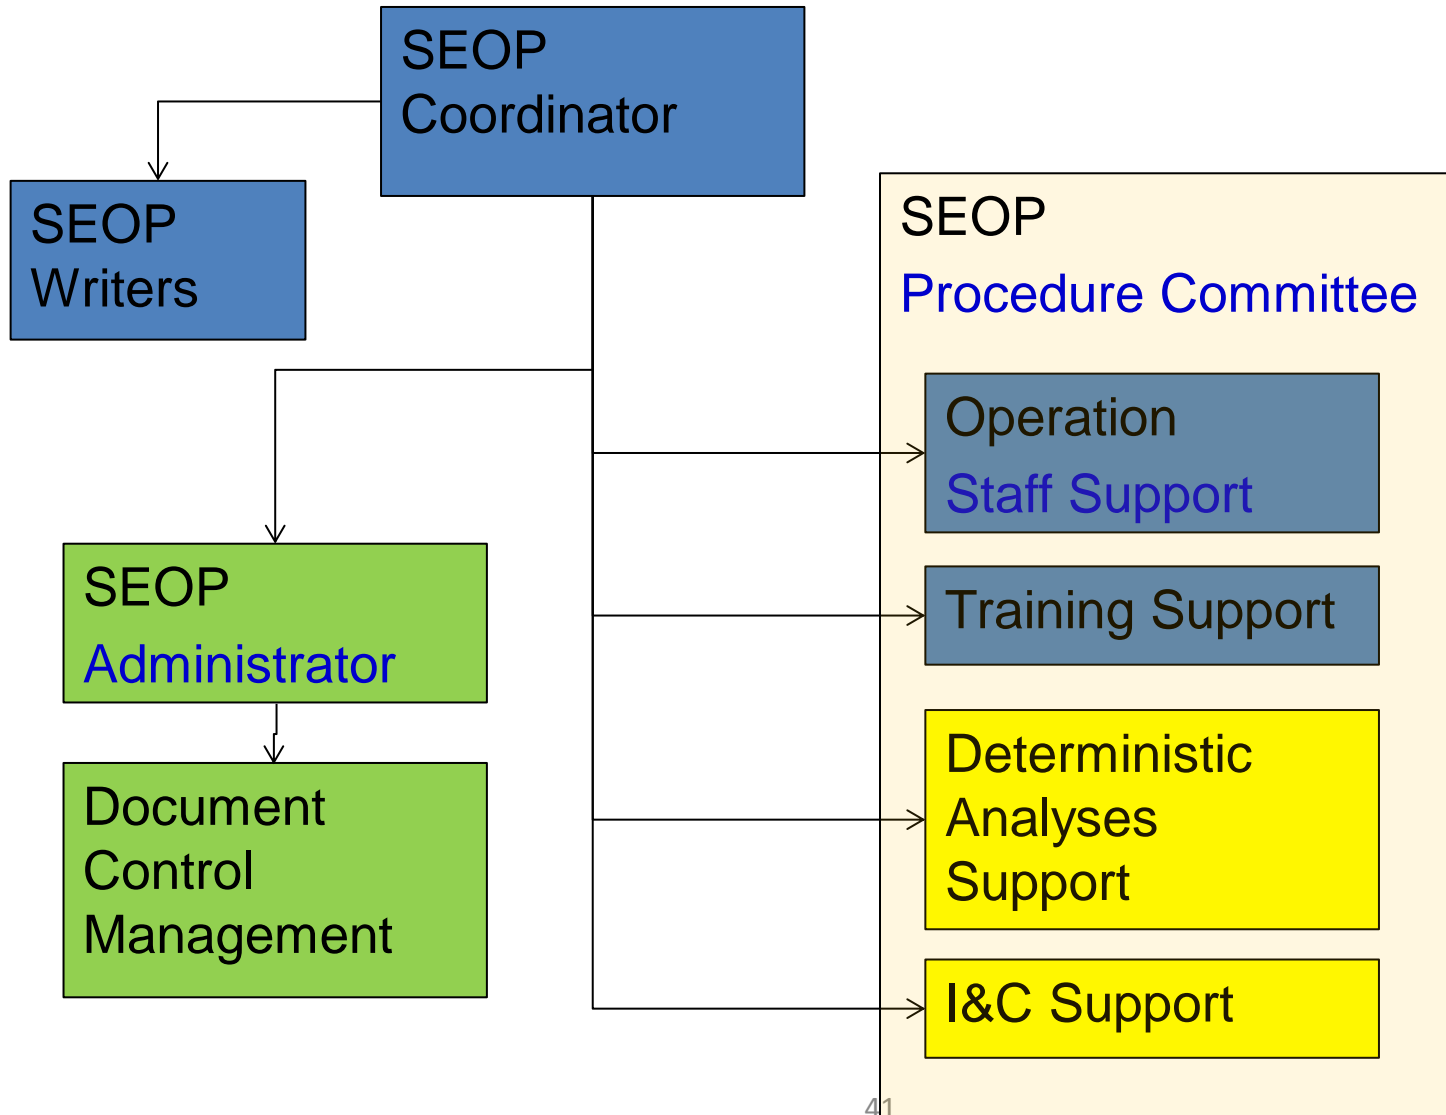 SEOP
Coordinator
SEOP
Writers
SEOP
Procedure Committee
Operation
Staff Support
SEOP
Administrator
Training Support
Deterministic
Analyses
Support
Document
Control
Management
I&C Support
41